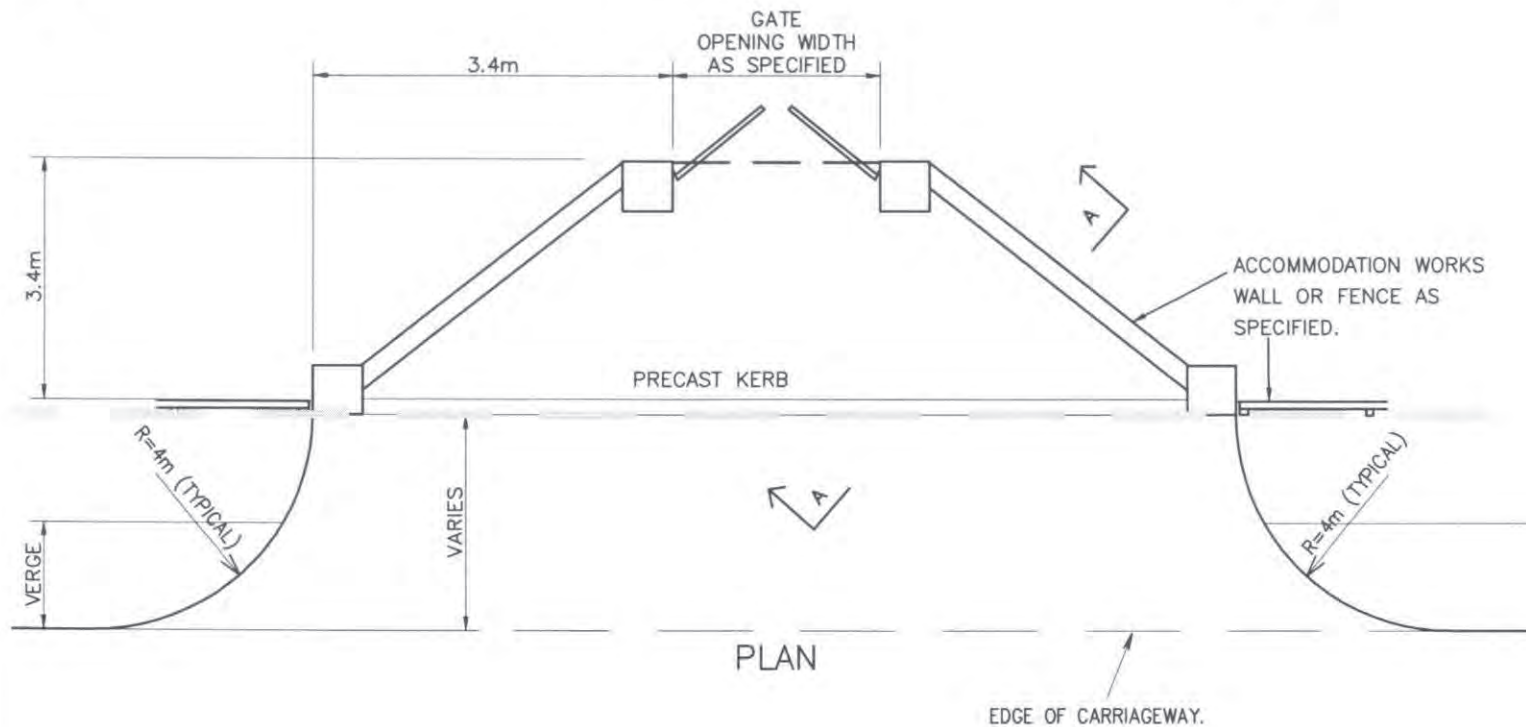 GATE
OPENING WIDTH
AS SPECIFIED
3.4m
3.4m
A
ACCOMMODATION WORKS
WALL OR FENCE AS
SPECIFIED.
PRECAST KERB
R=4m (TYPICAL)
VERGE
VARIES
A
R=4m (TYPICAL)
PLAN
EDGE OF CARRIAGEWAY.